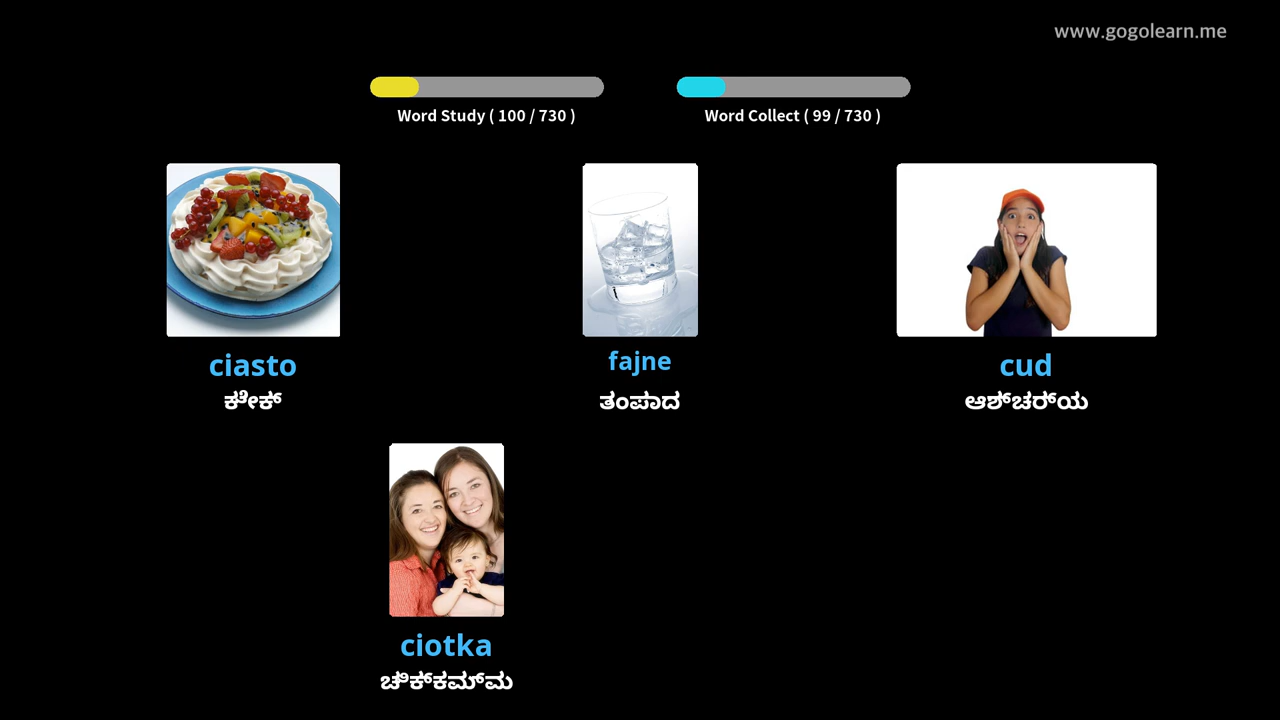 www.gogolearn.me
Word Study ( 100 / 730 )
Word Collect ( 99 / 730 )
ciasto
ಕೇಕ್
fajne
ತಂಪಾದ
cud
ಆಶ್ಚರ್ಯ
ciotka
ಚಿಕ್ಕಮ್ಮ